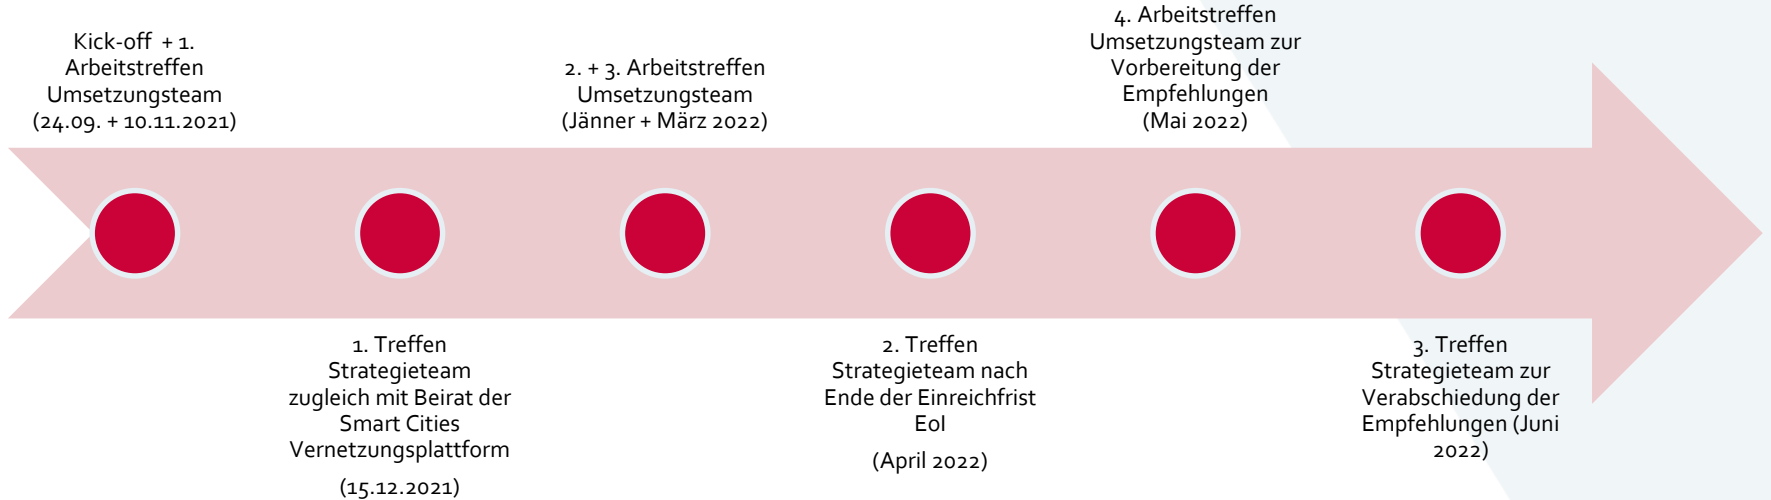 Kick-off + 1.
Arbeitstreffen
Umsetzungsteam
(24.09. + 10.11.2021)
1. Treffen
Strategieteam
zugleich mit Beirat der
Smart Cities
Vernetzungsplattform
(15.12.2021)
2. + 3. Arbeitstreffen
Umsetzungsteam
(Jänner + März 2022)
2. Treffen
Strategieteam nach
Ende der Einreichfrist
EoI
(April 2022)
4. Arbeitstreffen
Umsetzungsteam zur
Vorbereitung der
Empfehlungen
(Mai 2022)
3. Treffen
Strategieteam zur
Verabschiedung der
Empfehlungen (Juni
2022)